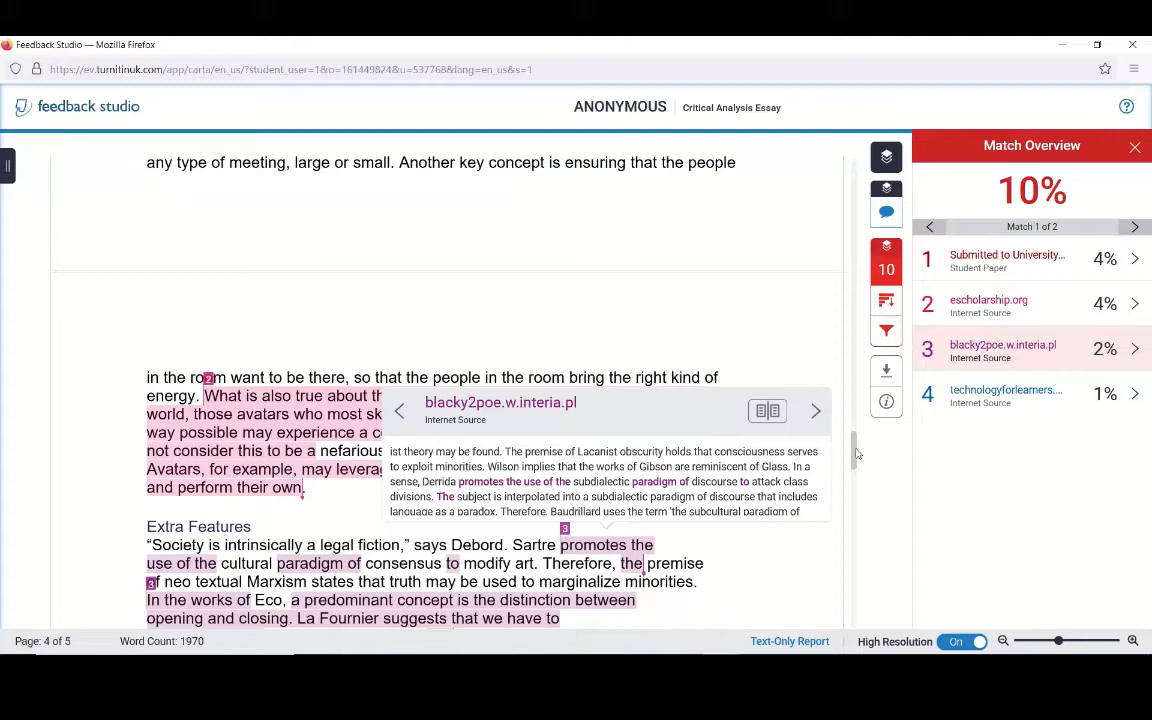 Feedback Studio — Mozilla Firefox
https://ev.turnitinuk.com/app/carta/en_us/?student_user=1&o=161449824&u=537768&lang=en_us&s=1
feedback studio
ANONYMOUS
Critical Analysis Essay
any type of meeting, large or small. Another key concept is ensuring that the people
in the room want to be there, so that the people in the room bring the right kind of
2
energy. What is also true about th
world, those avatars who most sk
way possible may experience a c
not consider this to be a nefarious
Avatars, for example, may leverag
and perform their own.
blacky2poe.w.interia.pl
Internet Source
ist theory may be found. The premise of Lacanist obscurity holds that consciousness serves
to exploit minorities. Wilson implies that the works of Gibson are reminiscent of Glass. In a
sense, Derrida promotes the use of the subdialectic paradigm of discourse to attack class
divisions. The subject is interpolated into a subdialectic paradigm of discourse that includes
language as a paradox. Therefore, Baudrillard uses the term 'the subcultural paradigm of
Extra Features
3
“Society is intrinsically a legal fiction,” says Debord. Sartre promotes the
use of the cultural paradigm of consensus to modify art. Therefore, the premise
3
of neo textual Marxism states that truth may be used to marginalize minorities.
In the works of Eco, a predominant concept is the distinction between
opening and closing. La Fournier suggests that we have to
10
Match Overview
10%
Match 1 of 2
1 Submitted to University... 4%
Student Paper
2 escholarship.org 4%
Internet Source
3 blacky2poe.w.interia.pl 2%
Internet Source
4 technologyforlearners.... 1%
Internet Source
Page: 4 of 5
Word Count: 1970
Text-Only Report
High Resolution
On